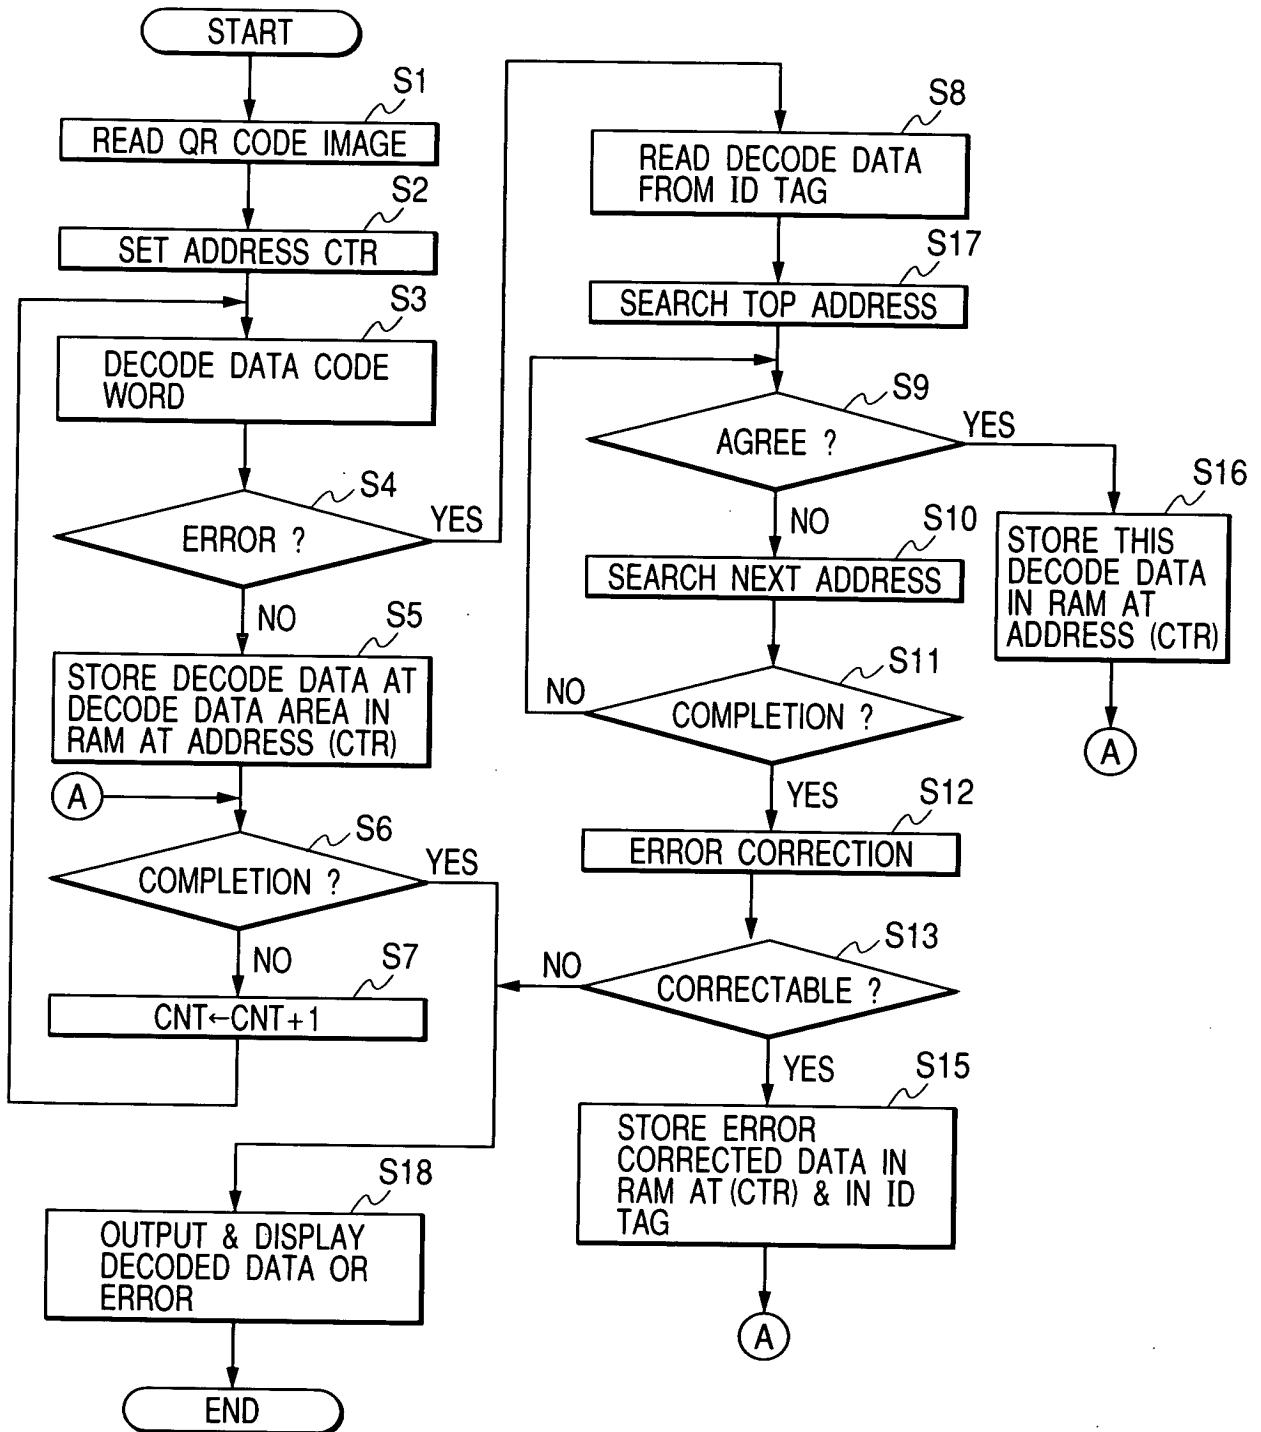 START
S1
READ QR CODE IMAGE
S2
SET ADDRESS CTR
S3
DECODE DATA CODE
WORD
S4
ERROR ?
YES
NO
S5
STORE DECODE DATA AT
DECODE DATA AREA IN
RAM AT ADDRESS (CTR)
A
S6
COMPLETION ?
YES
NO
S7
CNT←CNT+1
S18
OUTPUT & DISPLAY
DECODED DATA OR
ERROR
END
S8
READ DECODE DATA
FROM ID TAG
S17
SEARCH TOP ADDRESS
S9
AGREE ?
YES
NO
S10
SEARCH NEXT ADDRESS
S11
COMPLETION ?
NO
YES
S12
ERROR CORRECTION
S13
CORRECTABLE ?
NO
YES
S15
STORE ERROR
CORRECTED DATA IN
RAM AT (CTR) & IN ID
TAG
A
S16
STORE THIS
DECODE DATA
IN RAM AT
ADDRESS (CTR)
A